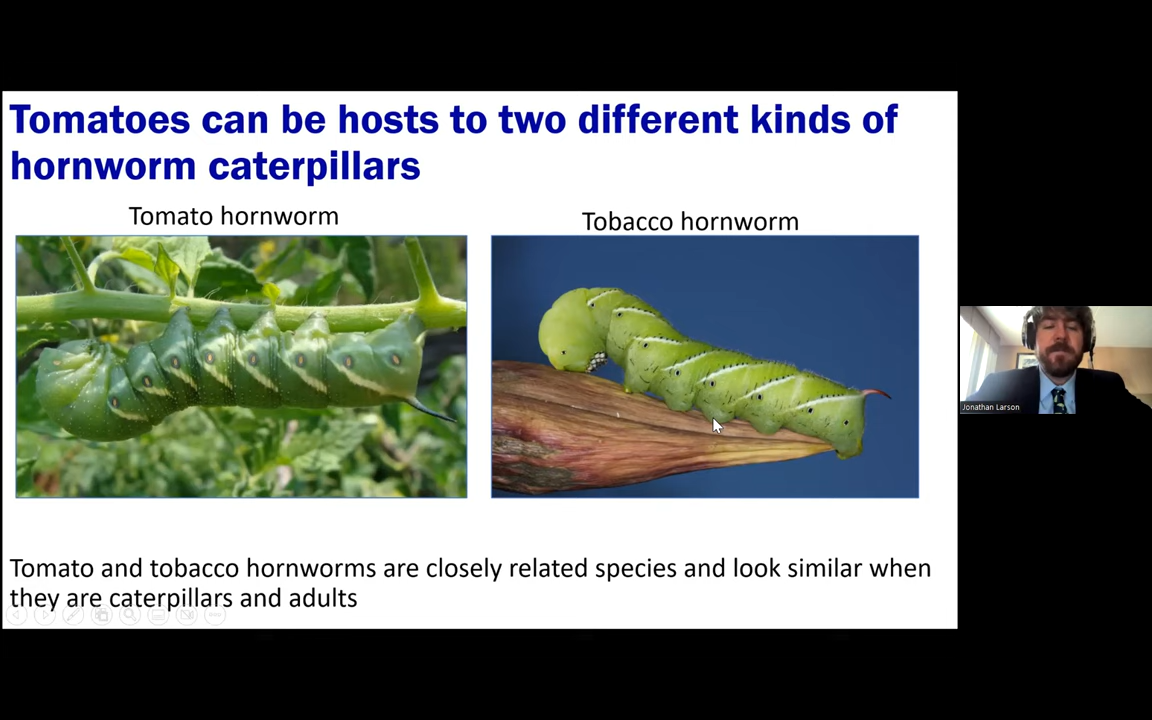 Tomatoes can be hosts to two different kinds of
hornworm caterpillars
Tomato hornworm
Tobacco hornworm
Tomato and tobacco hornworms are closely related species and look similar when
they are caterpillars and adults
Jonathan Larson